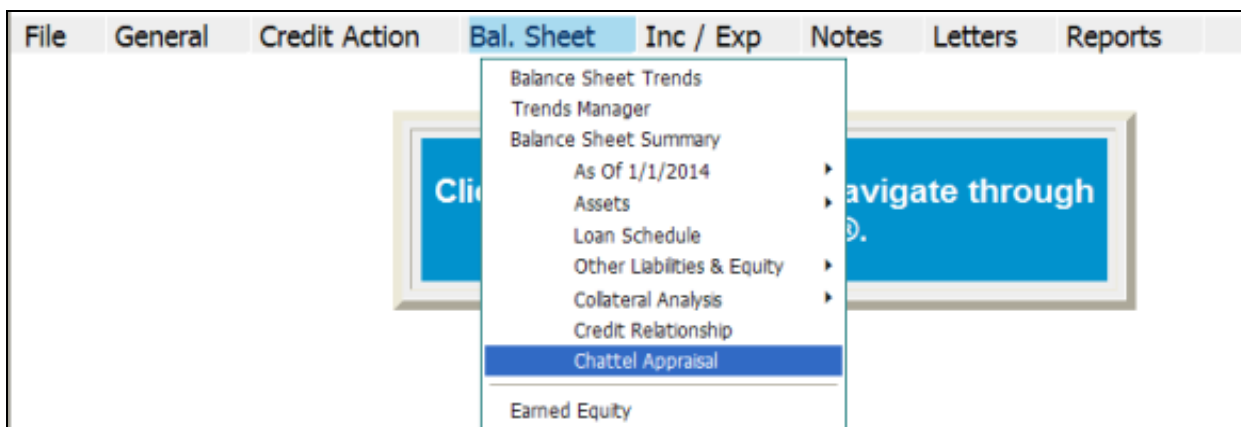 File General Credit Action Bal. Sheet Inc / Exp Notes Letters Reports
Balance Sheet Trends
Trends Manager
Balance Sheet Summary
As Of 1/1/2014
Assets
Loan Schedule
Other Liabilities & Equity
Collateral Analysis
Credit Relationship
Chattel Appraisal
Earned Equity
Cli avigate through
®.